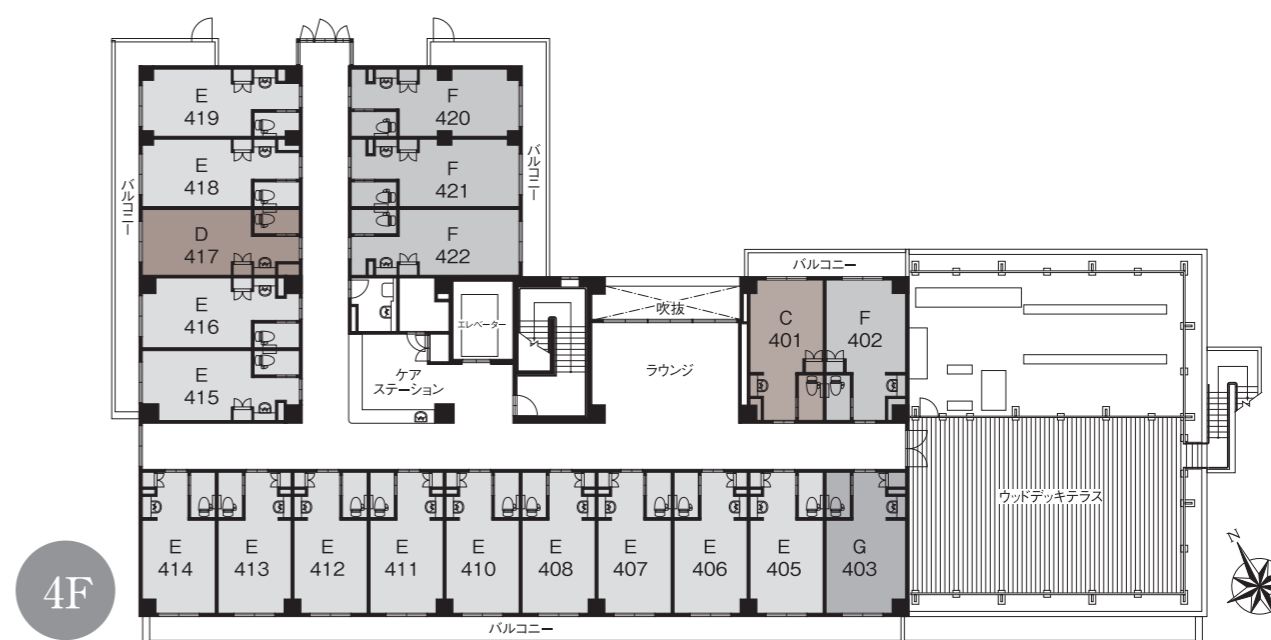 E
419
F
420
E
418
F
421
バルコニー
バルコニー
D
417
F
422
E
416
E
415
エレベーター
ケア
ステーション
吹抜
ラウンジ
バルコニー
C
401
F
402
ウッドデッキテラス
E
414
E
413
E
412
E
411
E
410
E
408
E
407
E
406
E
405
G
403
バルコニー
4F
N